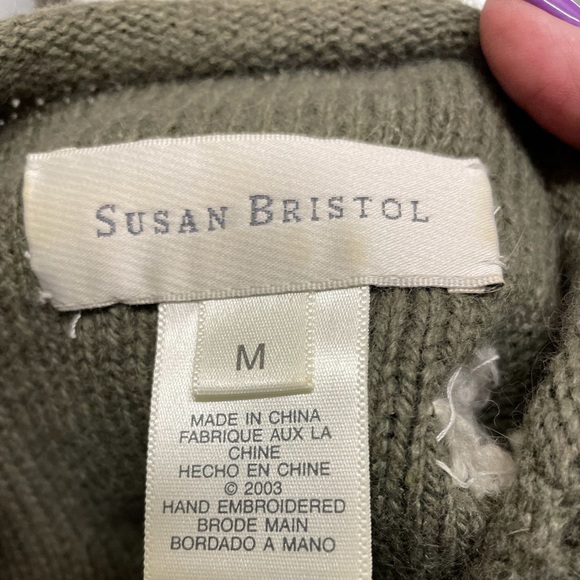 SUSAN BRISTOL
M
MADE IN CHINA
FABRIQUE AUX LA
CHINE
HECHO EN CHINE
© 2003
HAND EMBROIDERED
BRODE MAIN
BORDADO A MANO